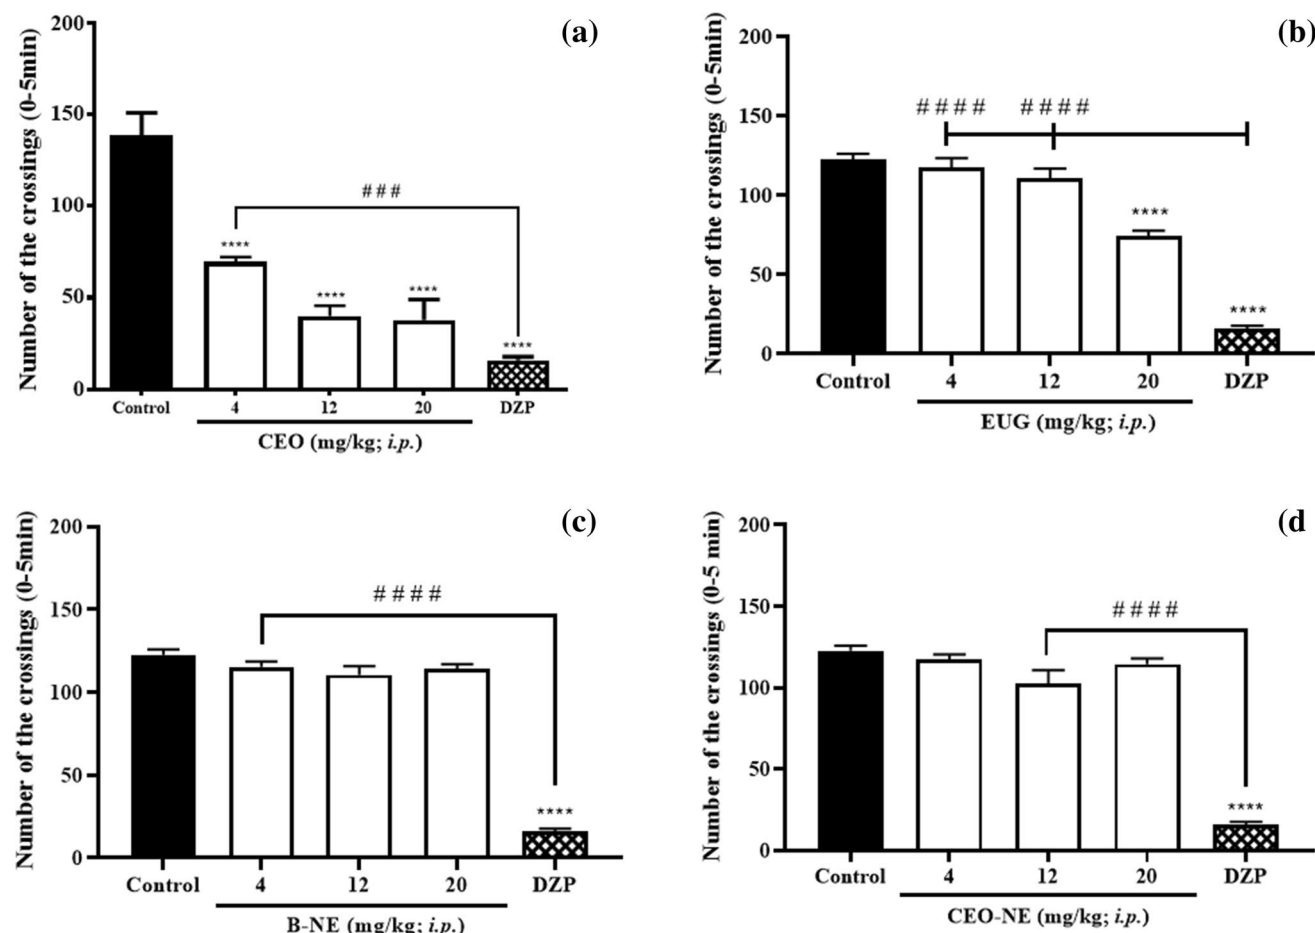 (a)
Number of the crossings (0-5min)
200
150
100
50
0
###
****
****
****
****
Control
4
12
20
DZP
CEO (mg/kg; i.p.)
(b)
Number of the crossings (0-5min)
200
150
100
50
0
#### ####
****
****
Control
4
12
20
DZP
EUG (mg/kg; i.p.)
(c)
Number of the crossings (0-5min)
200
150
100
50
0
####
****
Control
4
12
20
DZP
B-NE (mg/kg; i.p.)
(d
Number of the crossings (0-5 min)
200
150
100
50
0
####
****
Control
4
12
20
DZP
CEO-NE (mg/kg; i.p.)